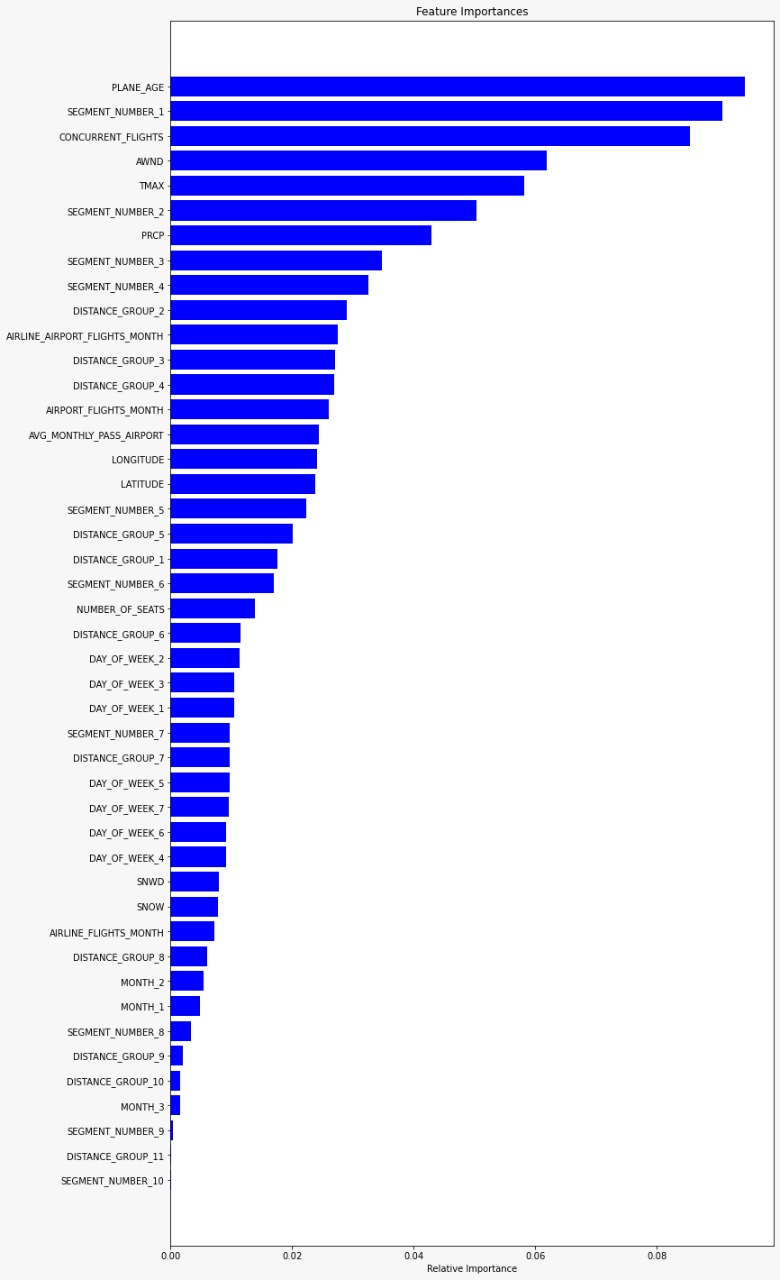 Feature Importances
PLANE_AGE
SEGMENT_NUMBER_1
CONCURRENT_FLIGHTS
AWND
TMAX
SEGMENT_NUMBER_2
PRCP
SEGMENT_NUMBER_3
SEGMENT_NUMBER_4
DISTANCE_GROUP_2
AIRLINE_AIRPORT_FLIGHTS_MONTH
DISTANCE_GROUP_3
DISTANCE_GROUP_4
AIRPORT_FLIGHTS_MONTH
AVG_MONTHLY_PASS_AIRPORT
LONGITUDE
LATITUDE
SEGMENT_NUMBER_5
DISTANCE_GROUP_5
DISTANCE_GROUP_1
SEGMENT_NUMBER_6
NUMBER_OF_SEATS
DISTANCE_GROUP_6
DAY_OF_WEEK_2
DAY_OF_WEEK_3
DAY_OF_WEEK_1
SEGMENT_NUMBER_7
DISTANCE_GROUP_7
DAY_OF_WEEK_5
DAY_OF_WEEK_7
DAY_OF_WEEK_6
DAY_OF_WEEK_4
SNWD
SNOW
AIRLINE_FLIGHTS_MONTH
DISTANCE_GROUP_8
MONTH_2
MONTH_1
SEGMENT_NUMBER_8
DISTANCE_GROUP_9
DISTANCE_GROUP_10
MONTH_3
SEGMENT_NUMBER_9
DISTANCE_GROUP_11
SEGMENT_NUMBER_10
0.00 0.02 0.04 0.06 0.08
Relative Importance